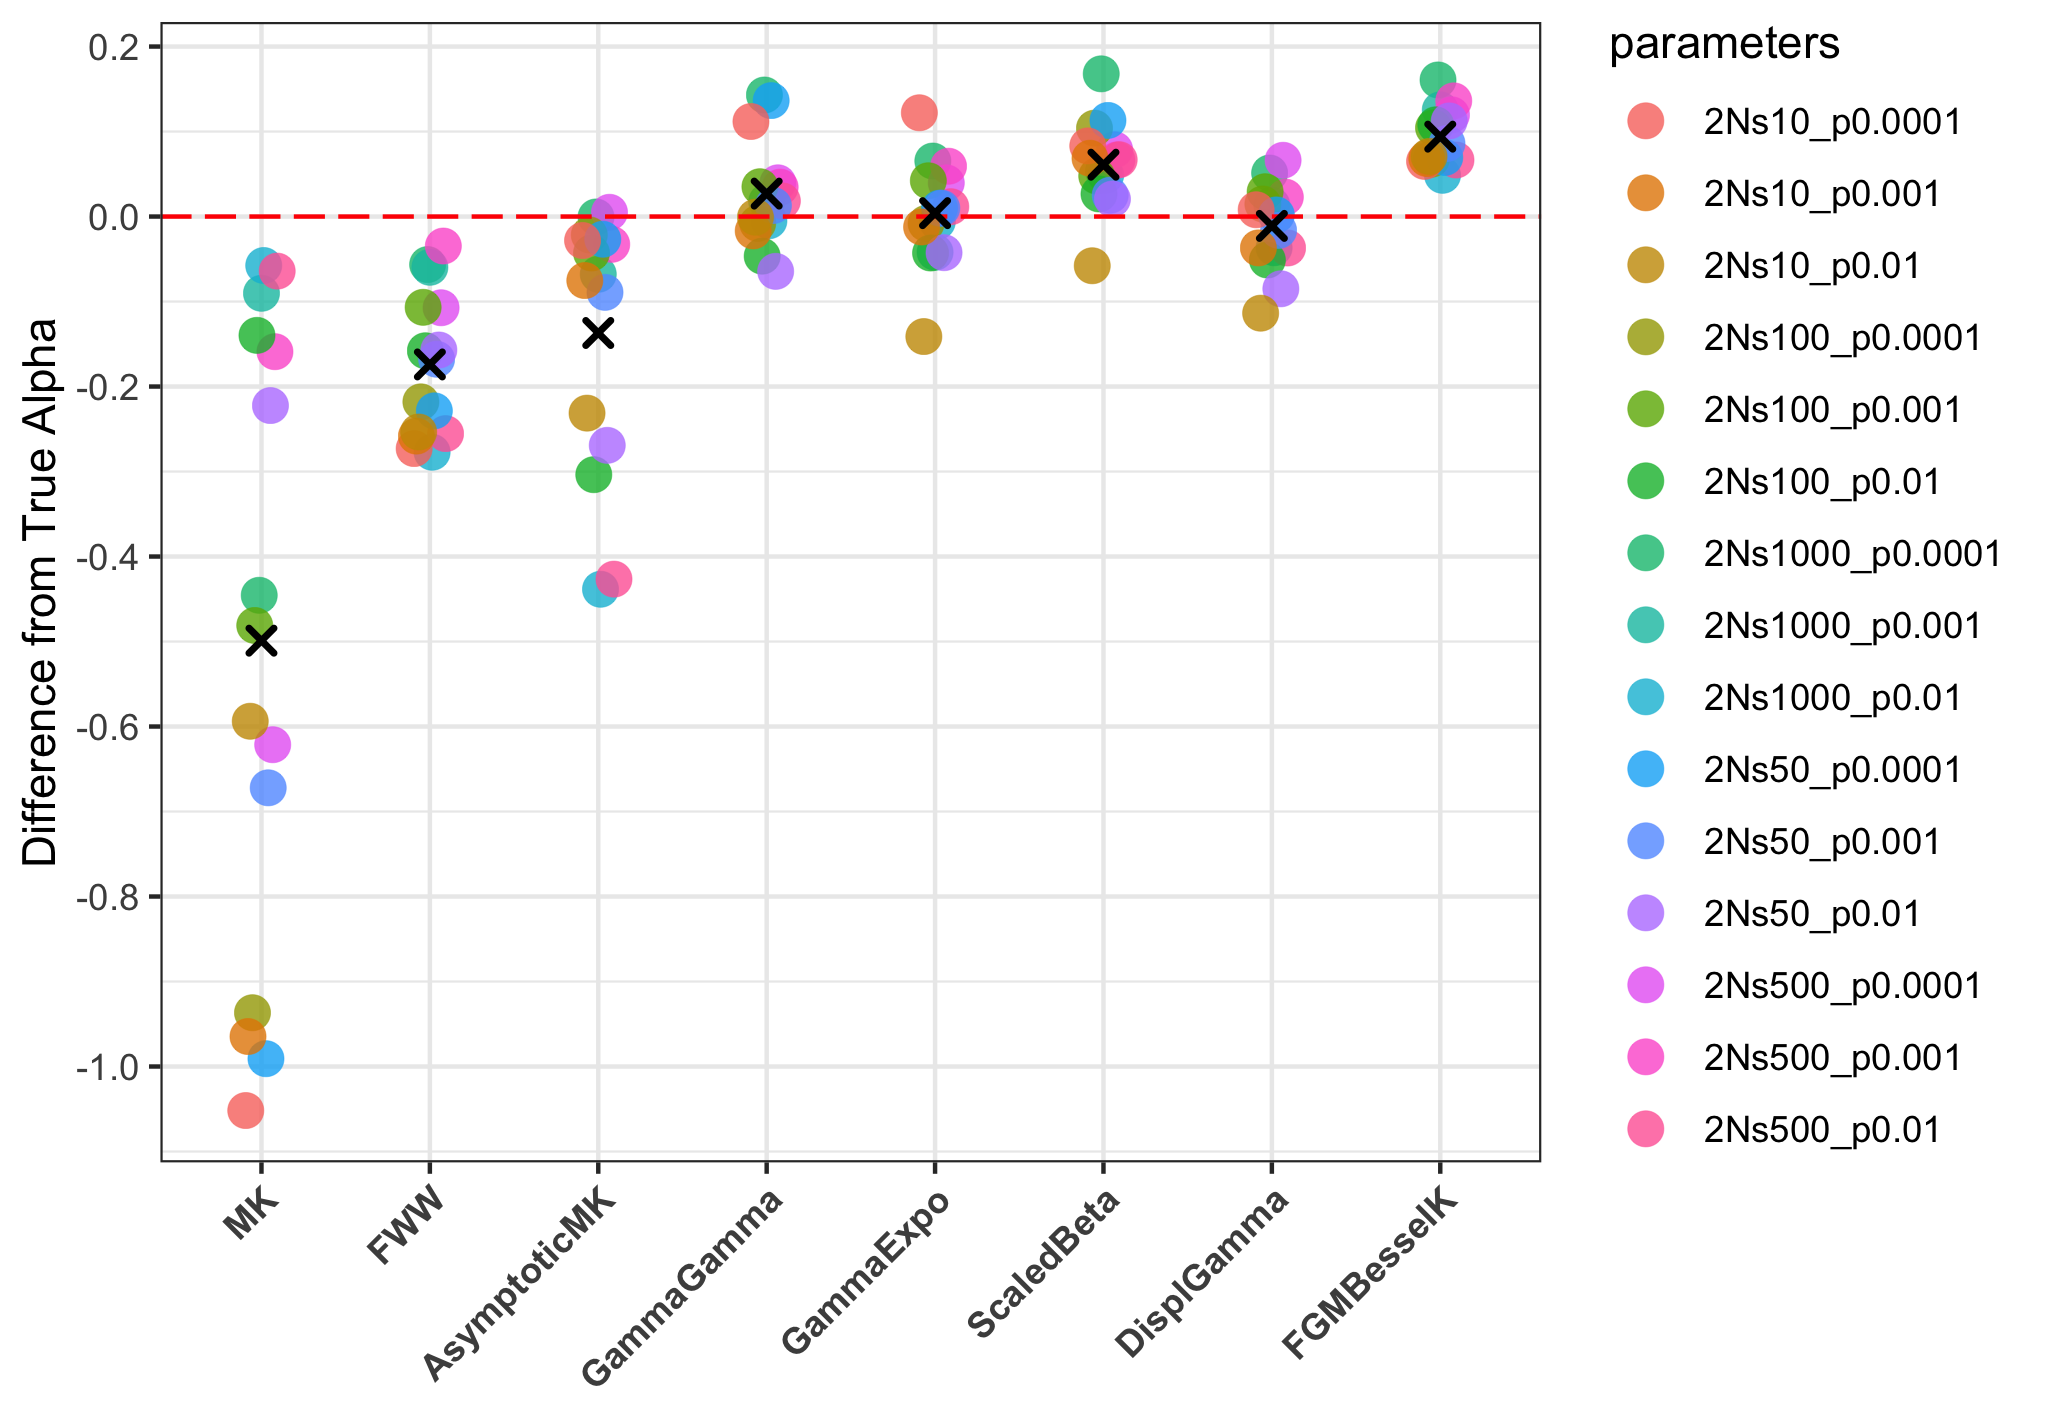 parameters
0.2
0.0
-0.2
-0.4
-0.6
-0.8
-1.0
Difference from True Alpha
MK
FWW
AsymptoticMK
GammaGamma
GammaExpo
ScaledBeta
DisplGamma
FGMBesselK
2Ns10_p0.0001
2Ns10_p0.001
2Ns10_p0.01
2Ns100_p0.0001
2Ns100_p0.001
2Ns100_p0.01
2Ns1000_p0.0001
2Ns1000_p0.001
2Ns1000_p0.01
2Ns50_p0.0001
2Ns50_p0.001
2Ns50_p0.01
2Ns500_p0.0001
2Ns500_p0.001
2Ns500_p0.01